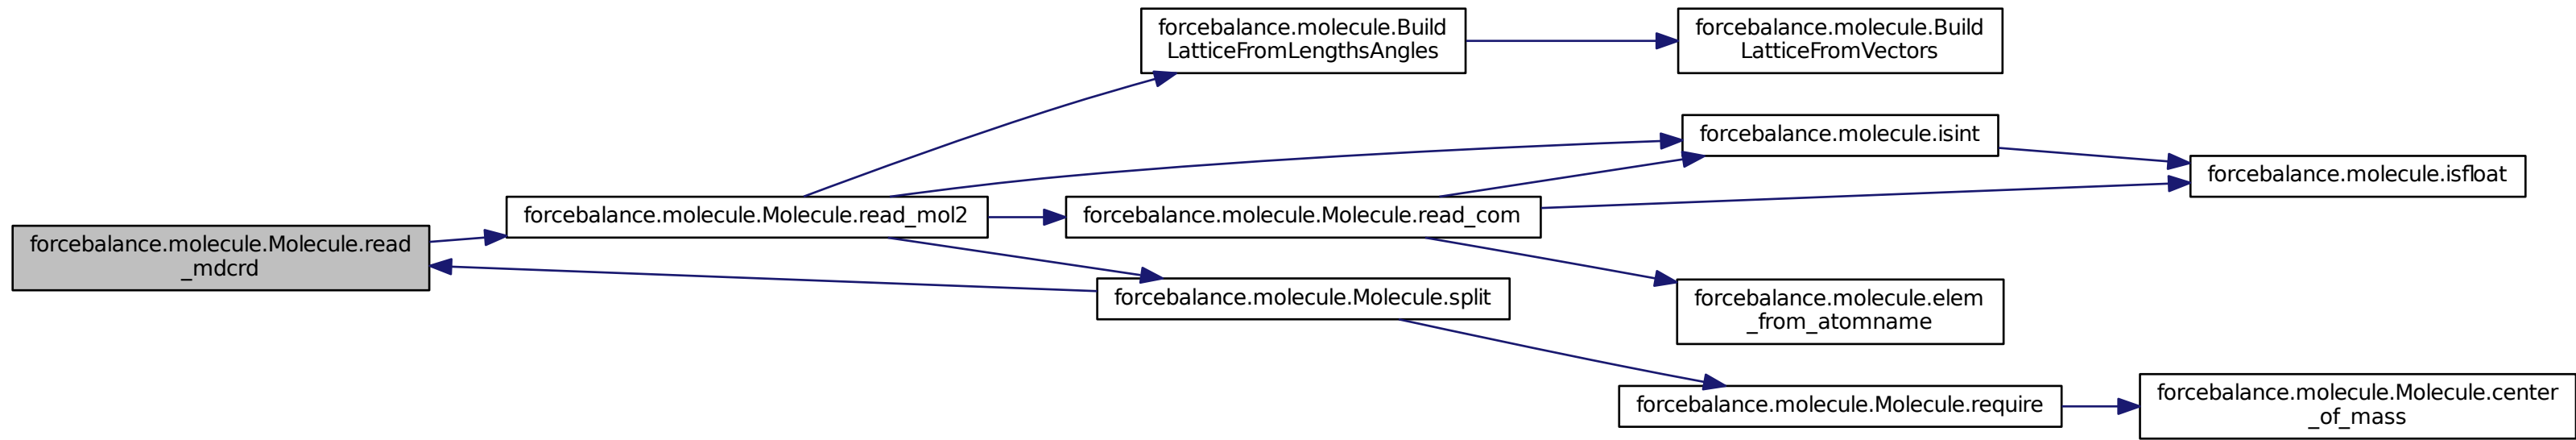 forcebalance.molecule.Molecule.read
_mdcrd
forcebalance.molecule.Molecule.read_mol2
forcebalance.molecule.Build
LatticeFromLengthsAngles
forcebalance.molecule.Build
LatticeFromVectors
forcebalance.molecule.isint
forcebalance.molecule.isfloat
forcebalance.molecule.Molecule.read_com
forcebalance.molecule.elem
_from_atomname
forcebalance.molecule.Molecule.split
forcebalance.molecule.Molecule.require
forcebalance.molecule.Molecule.center
_of_mass